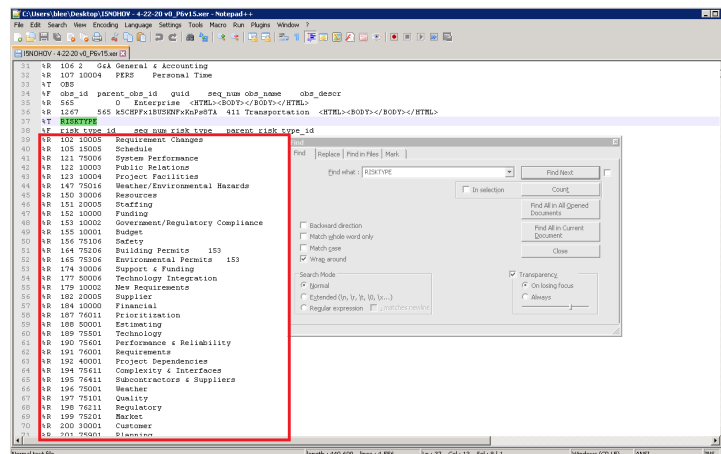 C:\Users\blee\Desktop\I5NOHOV - 4-22-20 v0_P6v15.xer - Notepad++
File Edit Search View Encoding Language Settings Tools Macro Run Plugins Window ?
I5NOHOV - 4-22-20 v0_P6v15.xer
31 %R 106 2 G&A General & Accounting
32 %R 107 10004 PERS Personal Time
33 %T OBS
34 %F obs_id parent_obs_id guid seq_num obs_name obs_descr
35 %R 565 0 Enterprise <HTML><BODY></BODY></HTML>
36 %R 1267 565 k5CHPFx1BUSKNFxKnPs8TA 411 Transportation <HTML><BODY></BODY></HTML>
37 %T RISKTYPE
38 %F risk_type_id seq_num risk_type parent_risk_type_id
39 %R 102 10005 Requirement Changes
40 %R 105 15005 Schedule
41 %R 121 75006 System Performance
42 %R 122 10003 Public Relations
43 %R 123 10004 Project Facilities
44 %R 147 75016 Weather/Environmental Hazards
45 %R 150 30006 Resources
46 %R 151 20005 Staffing
47 %R 152 10000 Funding
48 %R 153 10002 Government/Regulatory Compliance
49 %R 155 10001 Budget
50 %R 156 75106 Safety
51 %R 164 75206 Building Permits 153
52 %R 165 75306 Environmental Permits 153
53 %R 174 30006 Support & Funding
54 %R 177 50006 Technology Integration
55 %R 179 10002 New Requirements
56 %R 182 20005 Supplier
57 %R 184 10000 Financial
58 %R 187 76011 Prioritization
59 %R 188 50001 Estimating
60 %R 189 75501 Technology
61 %R 190 75601 Performance & Reliability
62 %R 191 76001 Requirements
63 %R 192 40001 Project Dependencies
64 %R 194 75611 Complexity & Interfaces
65 %R 195 76411 Subcontractors & Suppliers
66 %R 196 75001 Weather
67 %R 197 75101 Quality
68 %R 198 76211 Regulatory
69 %R 199 75201 Market
70 %R 200 30001 Customer
71 %R 201 75901 Planning
Find
Find Replace Find in Files Mark
Find what : RISKTYPE
Find Next
In selection
Count
Find All in All Opened Documents
Find All in Current Document
Close
Backward direction
Match whole word only
Match case
Wrap around
Search Mode
Normal
Extended (\n, \r, \t, \0, \x...)
Regular expression
. matches newline
Transparency
On losing focus
Always
Normal text file
Windows (CR LF)
ANSI
INS